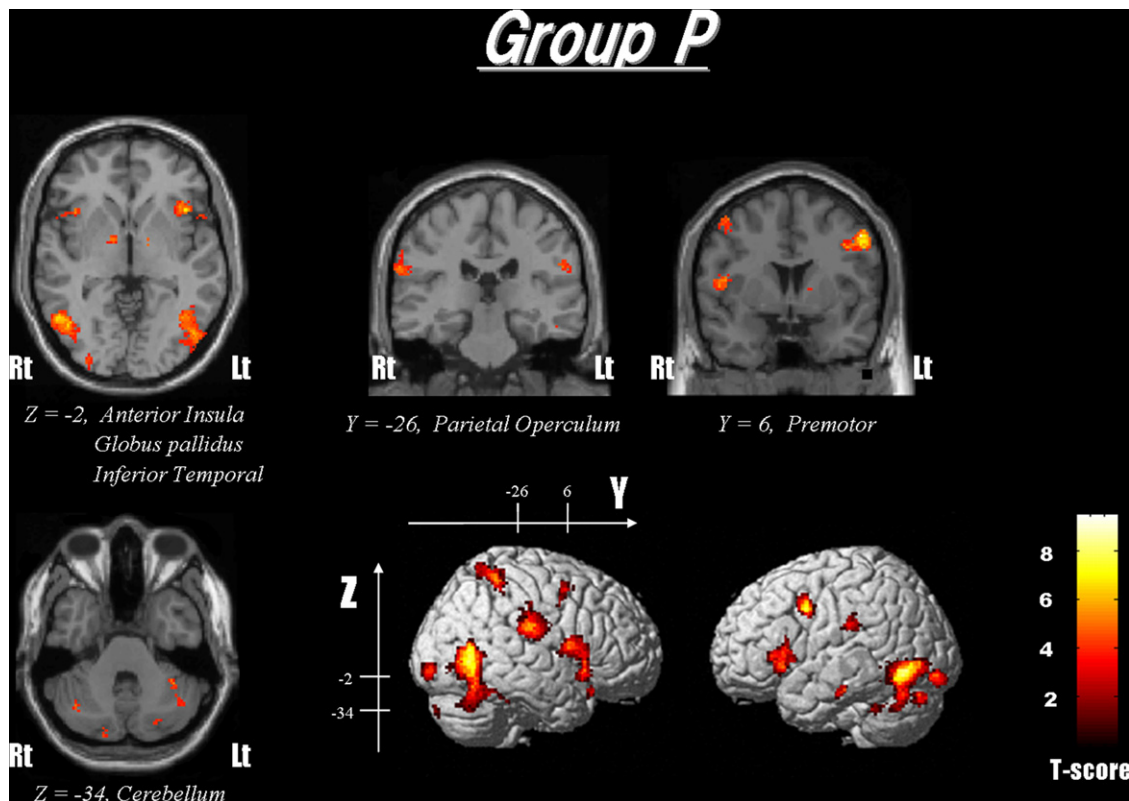 Group P
Rt Lt
Rt Lt
Rt Lt
Z = -2, Anterior Insula
Globus pallidus
Inferior Temporal
Y = -26, Parietal Operculum
Y = 6, Premotor
-26 6 Y
Z
-2
-34
8
6
4
2
T-score
Rt Lt
Z = -34, Cerebellum